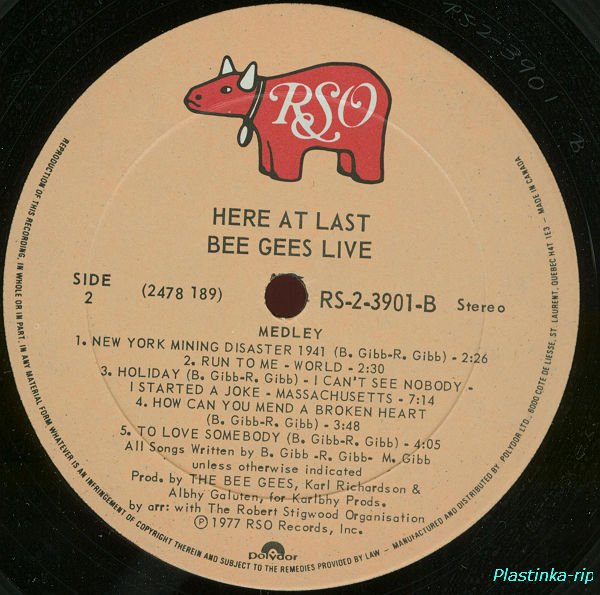 RS-2-3901 B
RSO
HERE AT LAST
BEE GEES LIVE
SIDE
2
(2478 189)
RS-2-3901-B
Stereo
MEDLEY
1. NEW YORK MINING DISASTER 1941 (B. Gibb-R. Gibb) - 2:26
2. RUN TO ME - WORLD - 2:30
3. HOLIDAY (B. Gibb-R. Gibb) - I CAN'T SEE NOBODY -
I STARTED A JOKE - MASSACHUSETTS - 7:14
4. HOW CAN YOU MEND A BROKEN HEART
(B. Gibb-R. Gibb) - 3:48
5. TO LOVE SOMEBODY (B. Gibb-R. Gibb) - 4:05
All Songs Written by B. Gibb -R. Gibb- M. Gibb
unless otherwise indicated
Prod. by THE BEE GEES, Karl Richardson &
Albhy Galuten, for Karlbhy Prods.
by arr: with The Robert Stigwood Organisation
Ⓟ 1977 RSO Records, Inc.
polydor
REPRODUCTION OF THIS RECORDING, IN WHOLE OR IN PART, IN ANY MATERIAL FORM WHATEVER IS AN INFRINGEMENT OF COPYRIGHT THEREIN AND SUBJECT TO THE REMEDIES PROVIDED BY LAW – MANUFACTURED AND DISTRIBUTED BY POLYDOR LTD., 6000 COTE DE LIESSE, ST. LAURENT, QUEBEC H4T 1E3 – MADE IN CANADA
Plastinka-rip